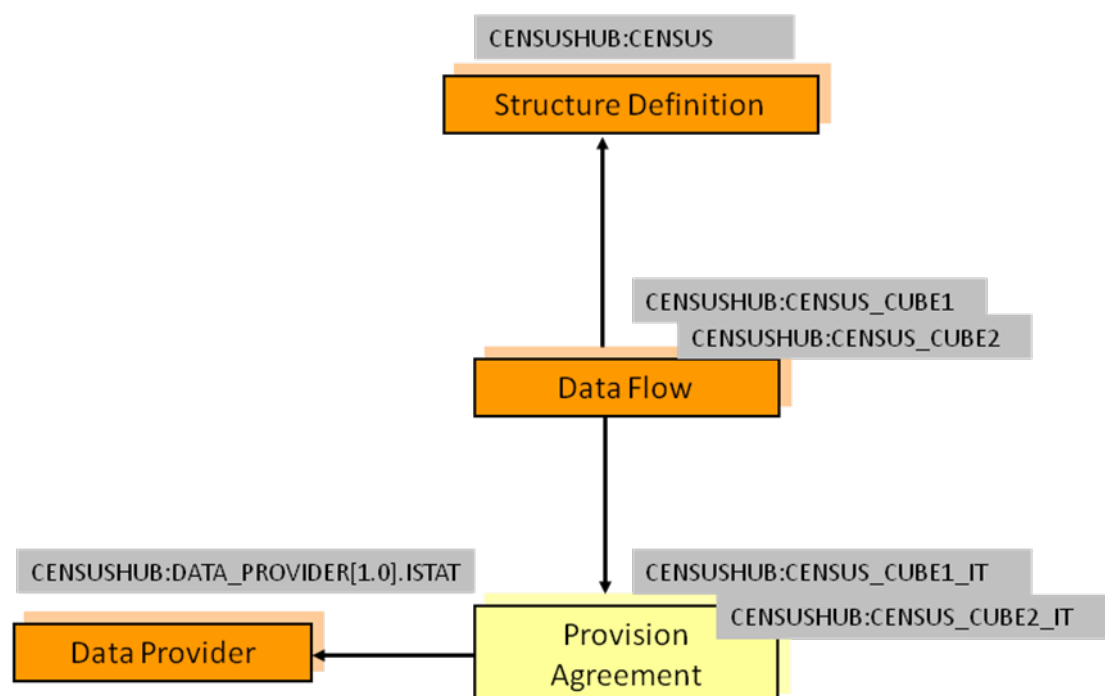 CENSUSHUB:CENSUS
Structure Definition
CENSUSHUB:CENSUS_CUBE1
CENSUSHUB:CENSUS_CUBE2
Data Flow
CENSUSHUB:DATA_PROVIDER[1.0].ISTAT
CENSUSHUB:CENSUS_CUBE1_IT
CENSUSHUB:CENSUS_CUBE2_IT
Data Provider
Provision
Agreement